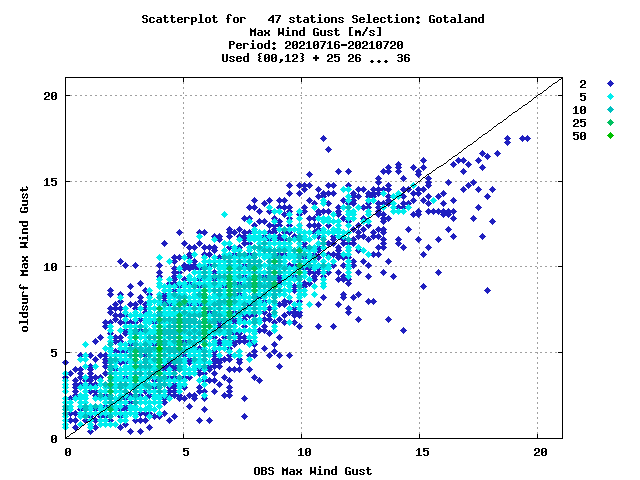 Scatterplot for   47 stations Selection: Gotaland
Max Wind Gust [m/s]
Period: 20210716-20210720
Used {00,12} + 25 26 ... 36
2
5
10
25
50
20
15
10
5
0
oldsurf Max Wind Gust
0 5 10 15 20
OBS Max Wind Gust